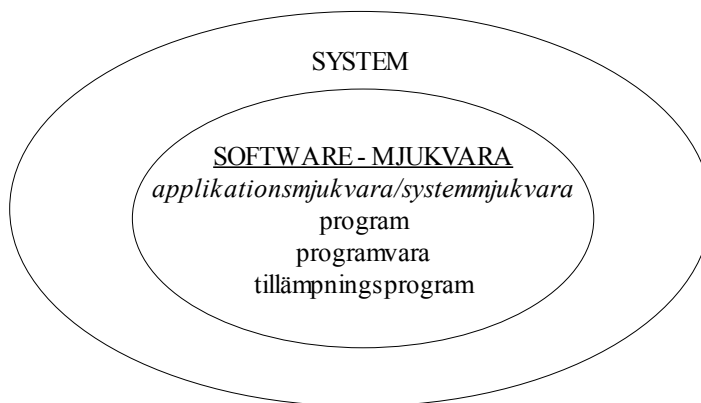 SYSTEM
SOFTWARE - MJUKVARA
applikationsmjukvara/systemmjukvara
program
programvara
tillämpningsprogram